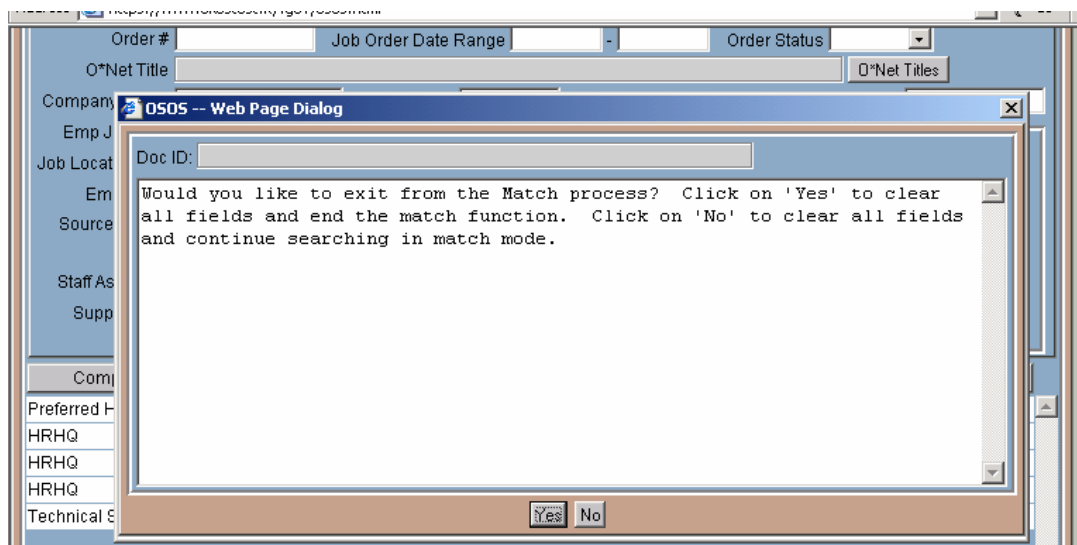 Order # Job Order Date Range - Order Status
O*Net Title O*Net Titles
Company
OSOS -- Web Page Dialog
Emp J
Job Locat
Doc ID:
Em
Would you like to exit from the Match process? Click on 'Yes' to clear
all fields and end the match function. Click on 'No' to clear all fields
and continue searching in match mode.
Source
Staff As
Supp
Comp
Preferred H
HRHQ
HRHQ
HRHQ
Technical S
Yes No